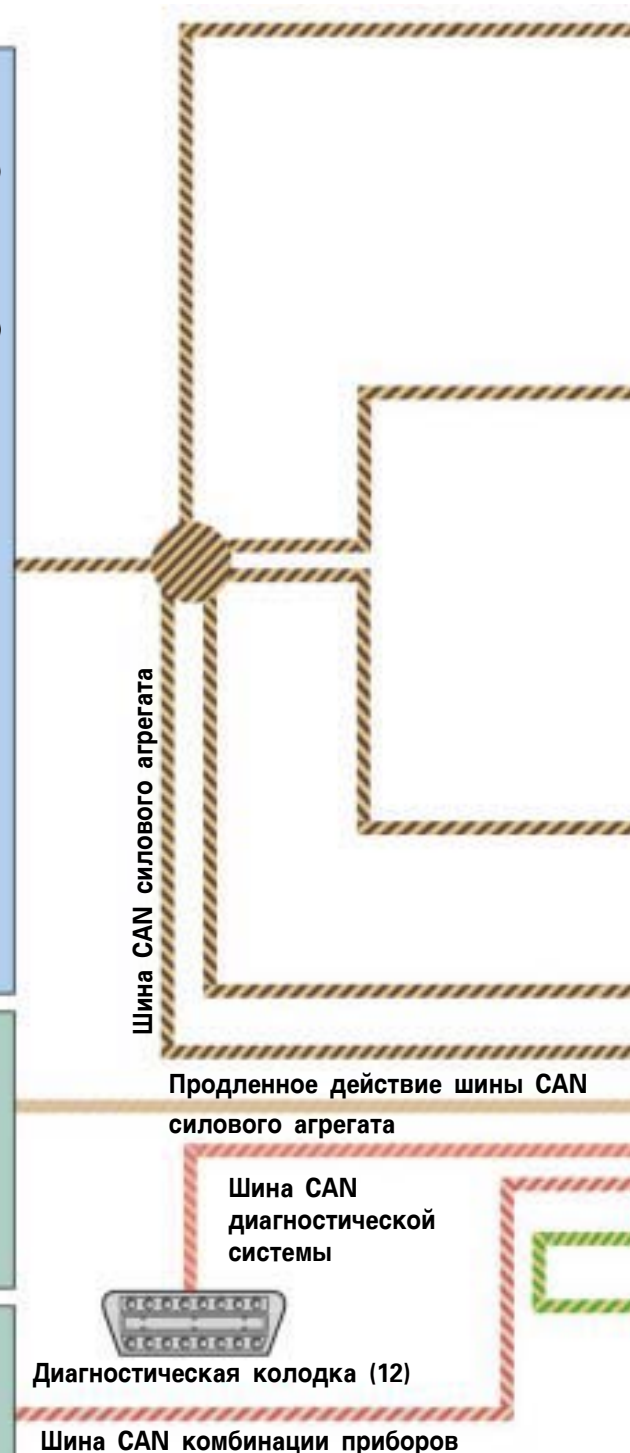 Шина CAN силового агрегата
Продленное действие шины CAN
силового агрегата
Шина CAN
диагностической
системы
Диагностическая колодка (12)
Шина CAN комбинации приборов